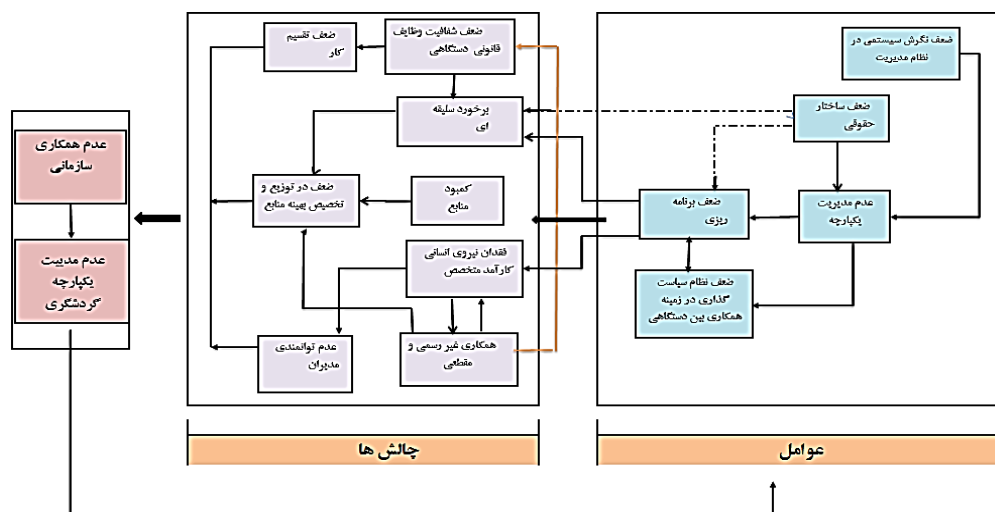 ضعف نگرش سیستمی در
نظام مدیریت
ضعف ساختار
حقوقی
عدم مدیریت
یکپارچه
ضعف برنامه
ریزی
ضعف نظام سیاست
گذاری در زمینه
همکاری بین دستگاهی
عوامل
ضعف شفافیت وظایف
قانونی دستگاهی
ضعف تقسیم
کار
برخورد سلیقه
ای
ضعف در توزیع و
تخصیص بهینه منابع
کمبود
منابع
فقدان نیروی انسانی
کارآمد متخصص
همکاری غیر رسمی و
مقطعی
عدم توانمندی
مدیران
چالش ها
عدم همکاری
سازمانی
عدم مدییت
یکپارچه
گردشگری